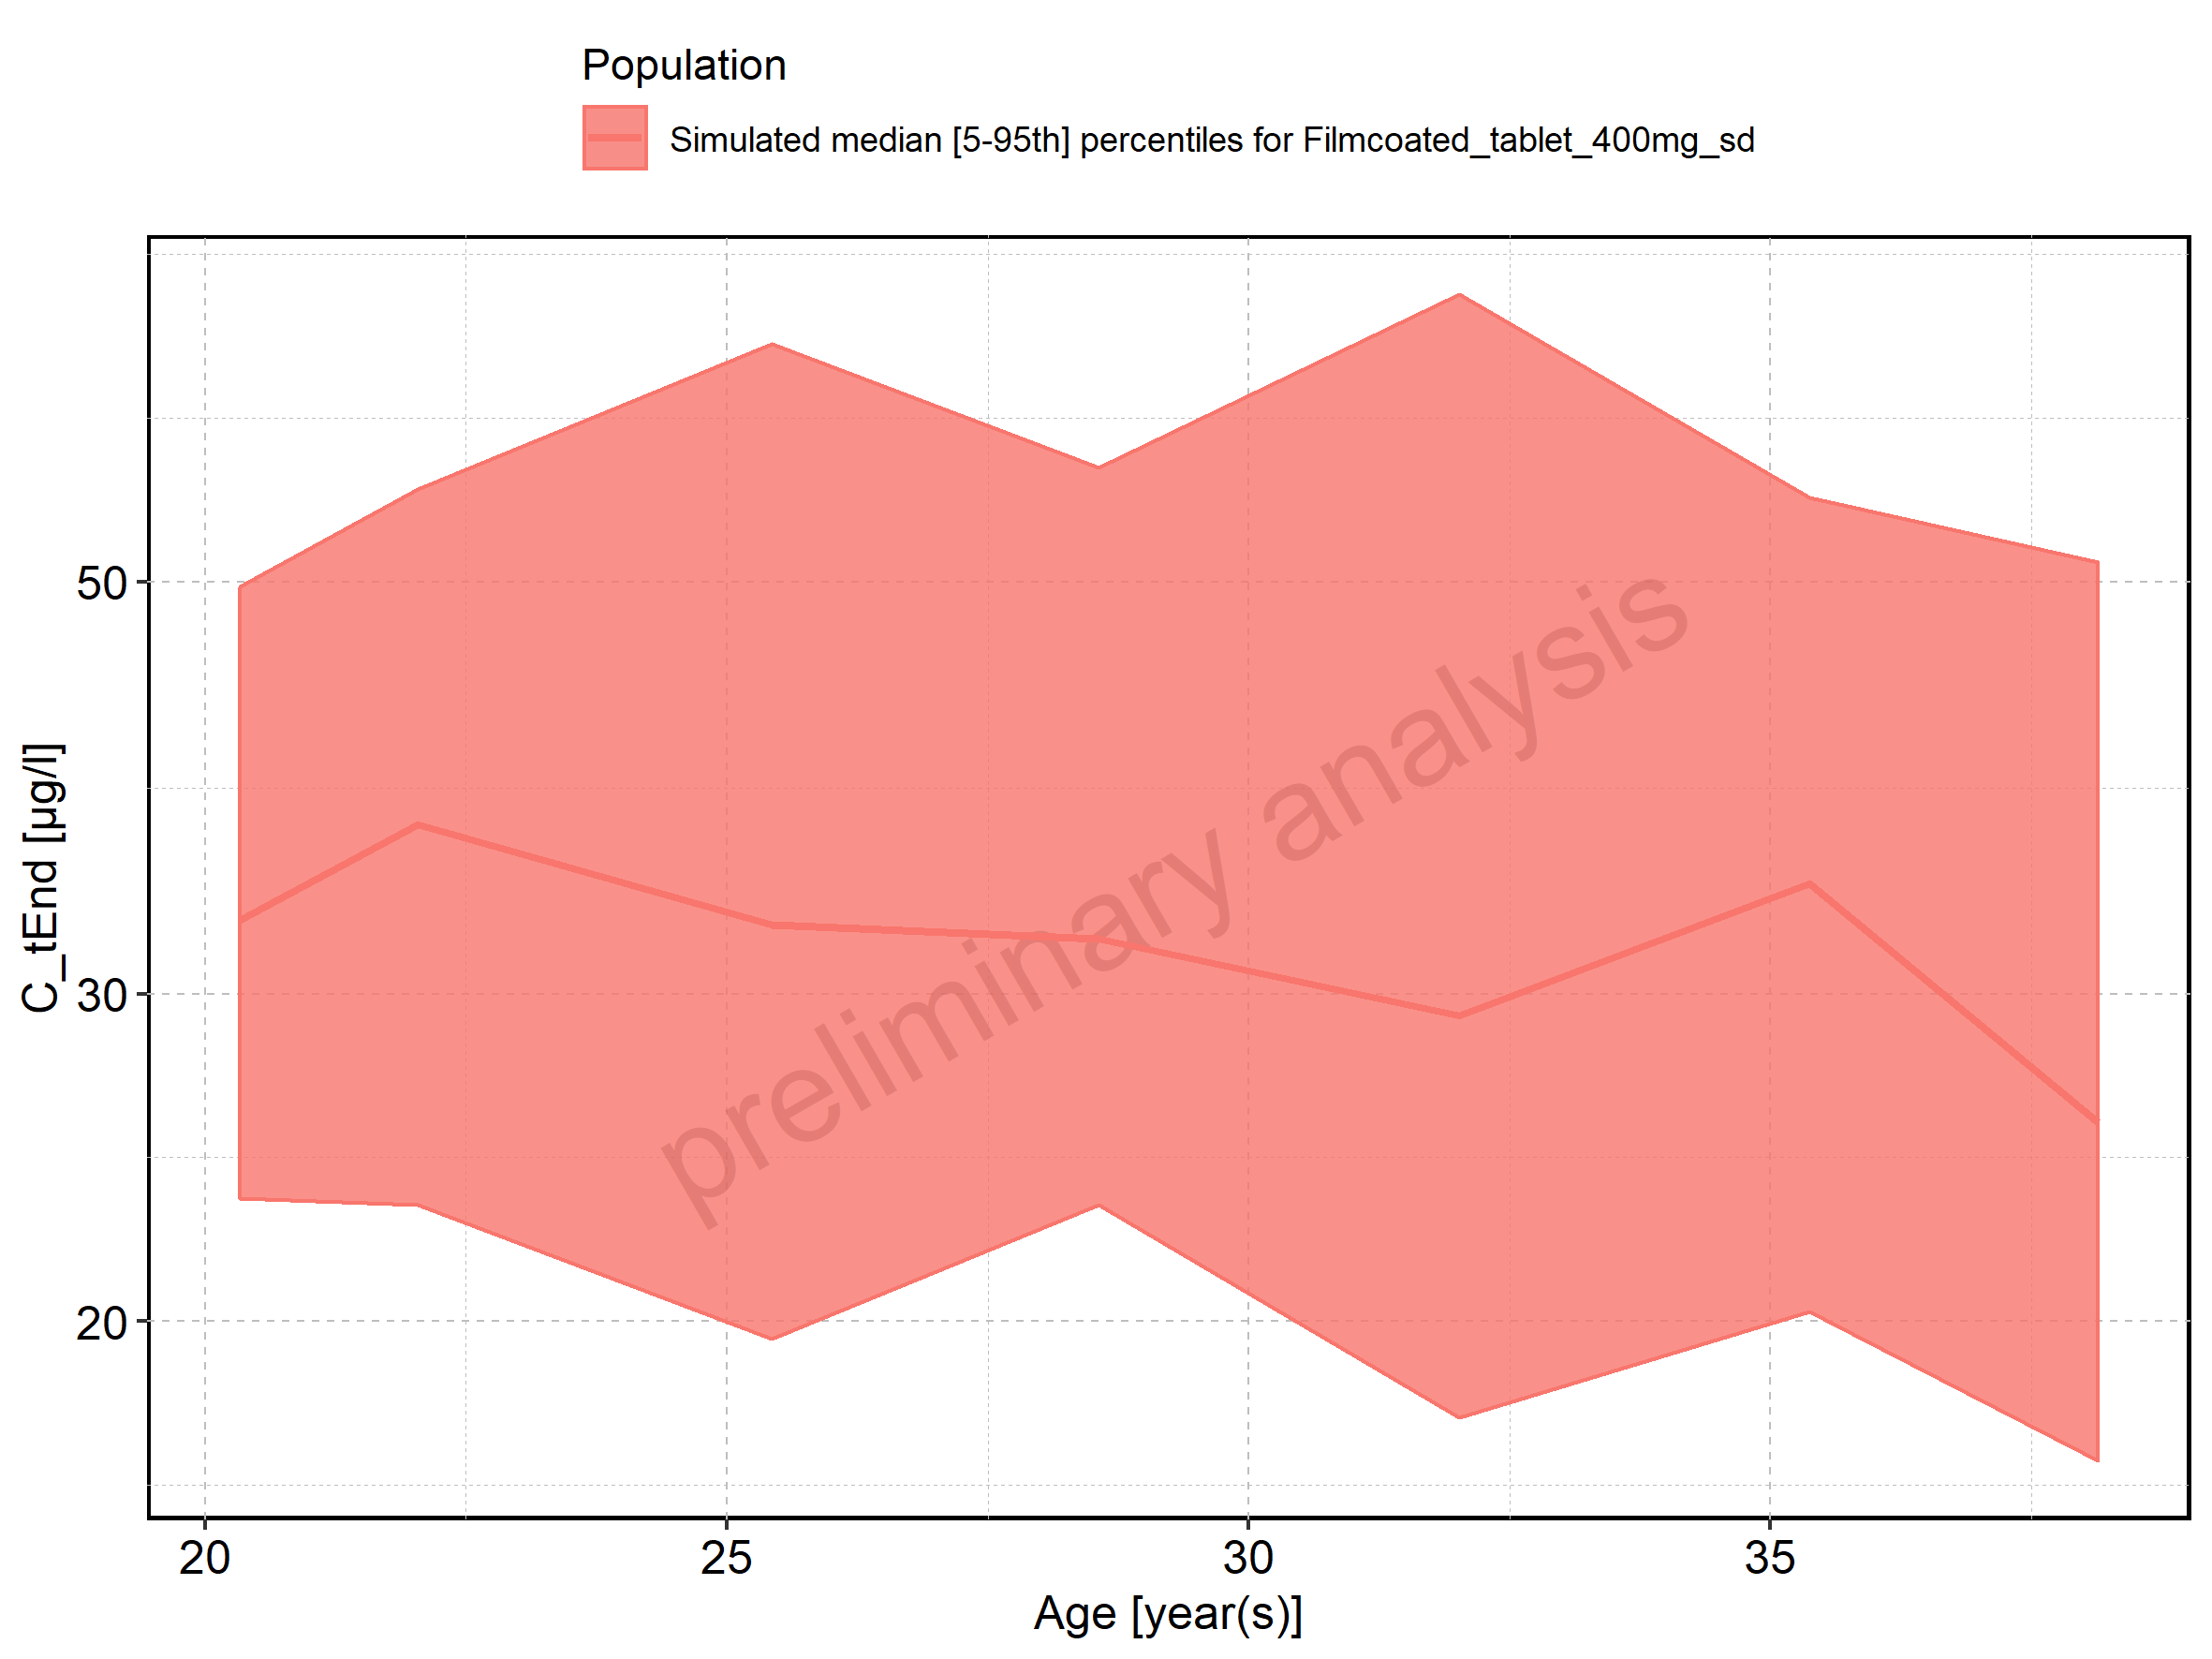 Population
Simulated median [5-95th] percentiles for Filmcoated_tablet_400mg_sd
C_tEnd [µg/l]
50
30
20
preliminary analysis
20 25 30 35
Age [year(s)]